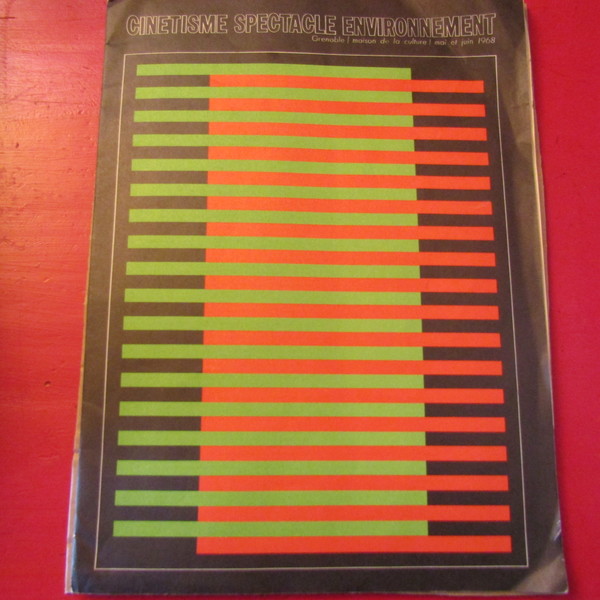 CINETISME SPECTACLE ENVIRONNEMENT
Grenoble | maison de la culture | mai et juin 1968